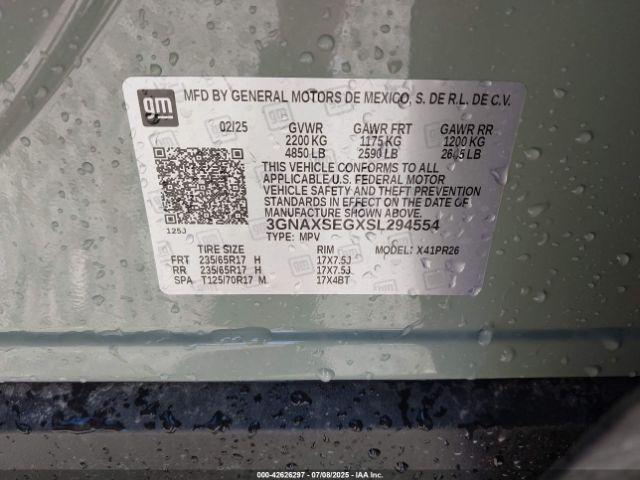 gm
MFD BY GENERAL MOTORS DE MEXICO, S. DE R.L. DE C.V.
02/25 GVWR GAWR FRT GAWR RR
2200 KG 1175 KG 1200 KG
4850 LB 2590 LB 2645 LB
THIS VEHICLE CONFORMS TO ALL
APPLICABLE U.S. FEDERAL MOTOR
VEHICLE SAFETY AND THEFT PREVENTION
STANDARDS IN EFFECT ON THE DATE OF
MANUFACTURE SHOWN ABOVE.
125J 3GNAXSEGXSL294554
TYPE: MPV MODEL: X41PR26
TIRE SIZE RIM
FRT 235/65R17 H 17X7.5J
RR 235/65R17 H 17X7.5J
SPA T125/70R17 M 17X4BT
000-42626297 - 07/08/2025 - IAABUYER